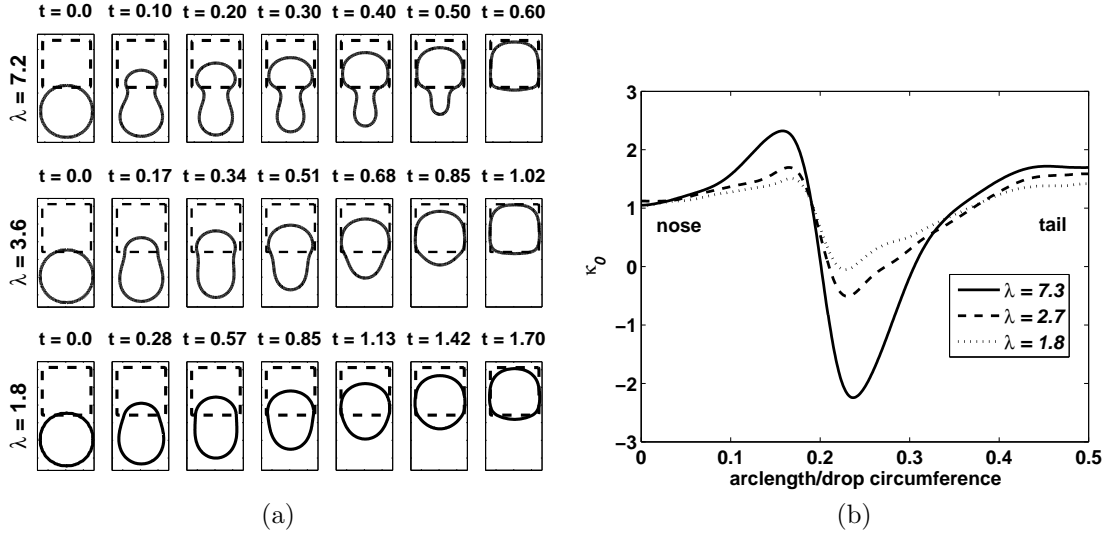 t = 0.0 t = 0.10 t = 0.20 t = 0.30 t = 0.40 t = 0.50 t = 0.60
λ = 7.2
t = 0.0 t = 0.17 t = 0.34 t = 0.51 t = 0.68 t = 0.85 t = 1.02
λ = 3.6
t = 0.0 t = 0.28 t = 0.57 t = 0.85 t = 1.13 t = 1.42 t = 1.70
λ = 1.8
(a)
3
2
1
0
−1
−2
−3
κ0
nose
tail
λ = 7.3
λ = 2.7
λ = 1.8
0 0.1 0.2 0.3 0.4 0.5
arclength/drop circumference
(b)